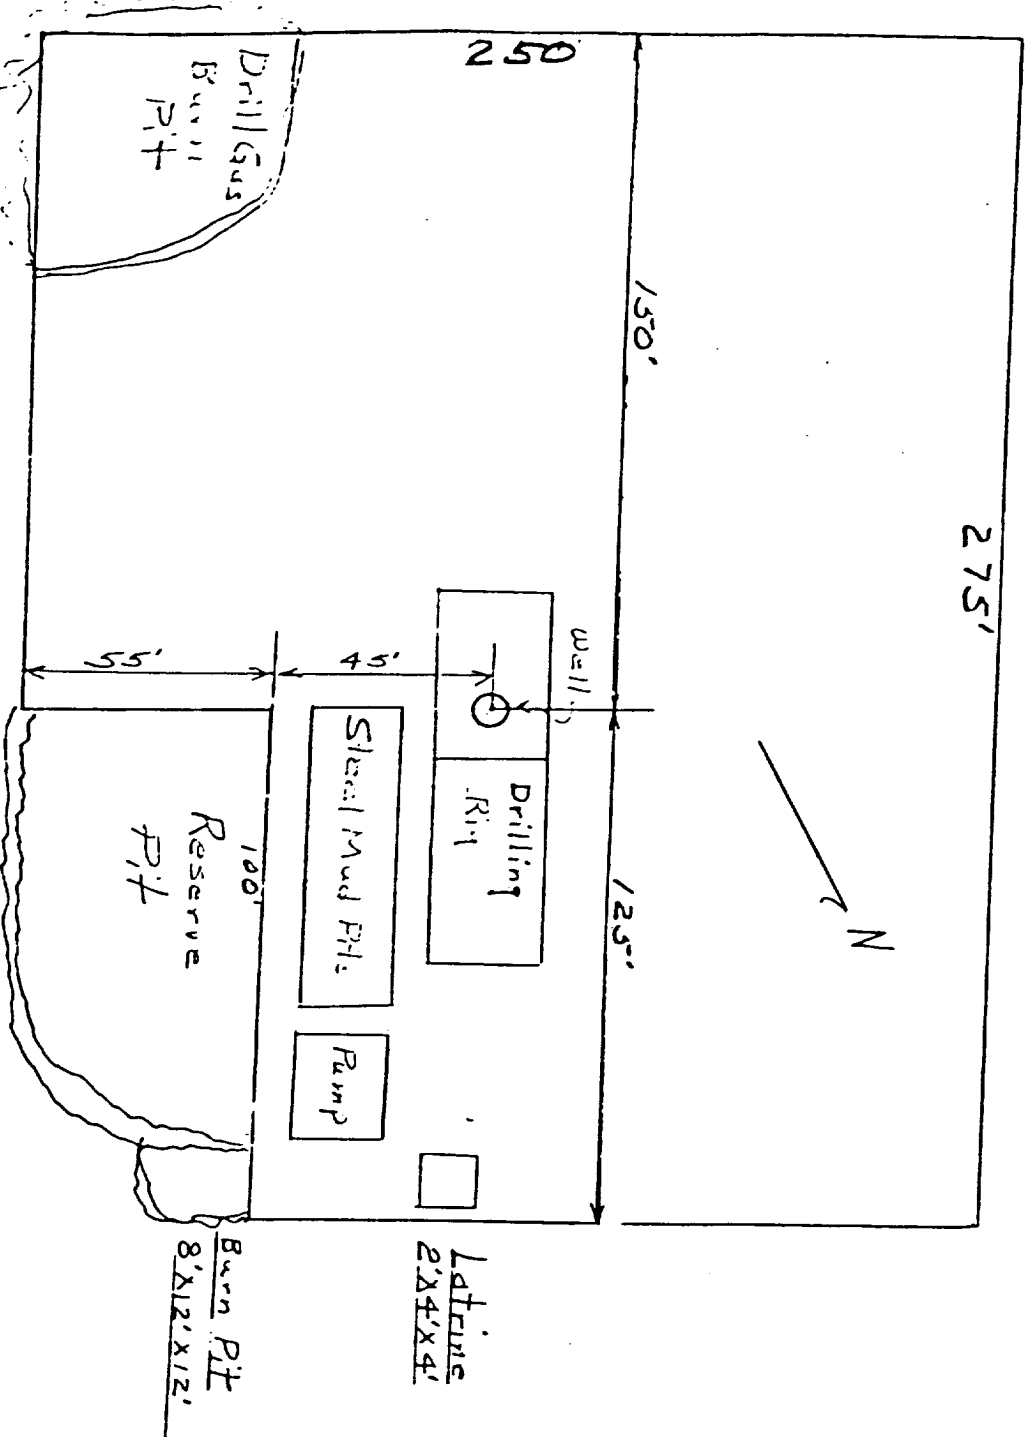 250
Drill Gas
Burn
Pit
150'
275'
Well
55'
45'
Drilling
Rig
Steel Mud Pits
100'
Reserve
Pit
125'
N
Pump
Latrine
2'X4'X4'
Burn Pit
8'X12'X12'